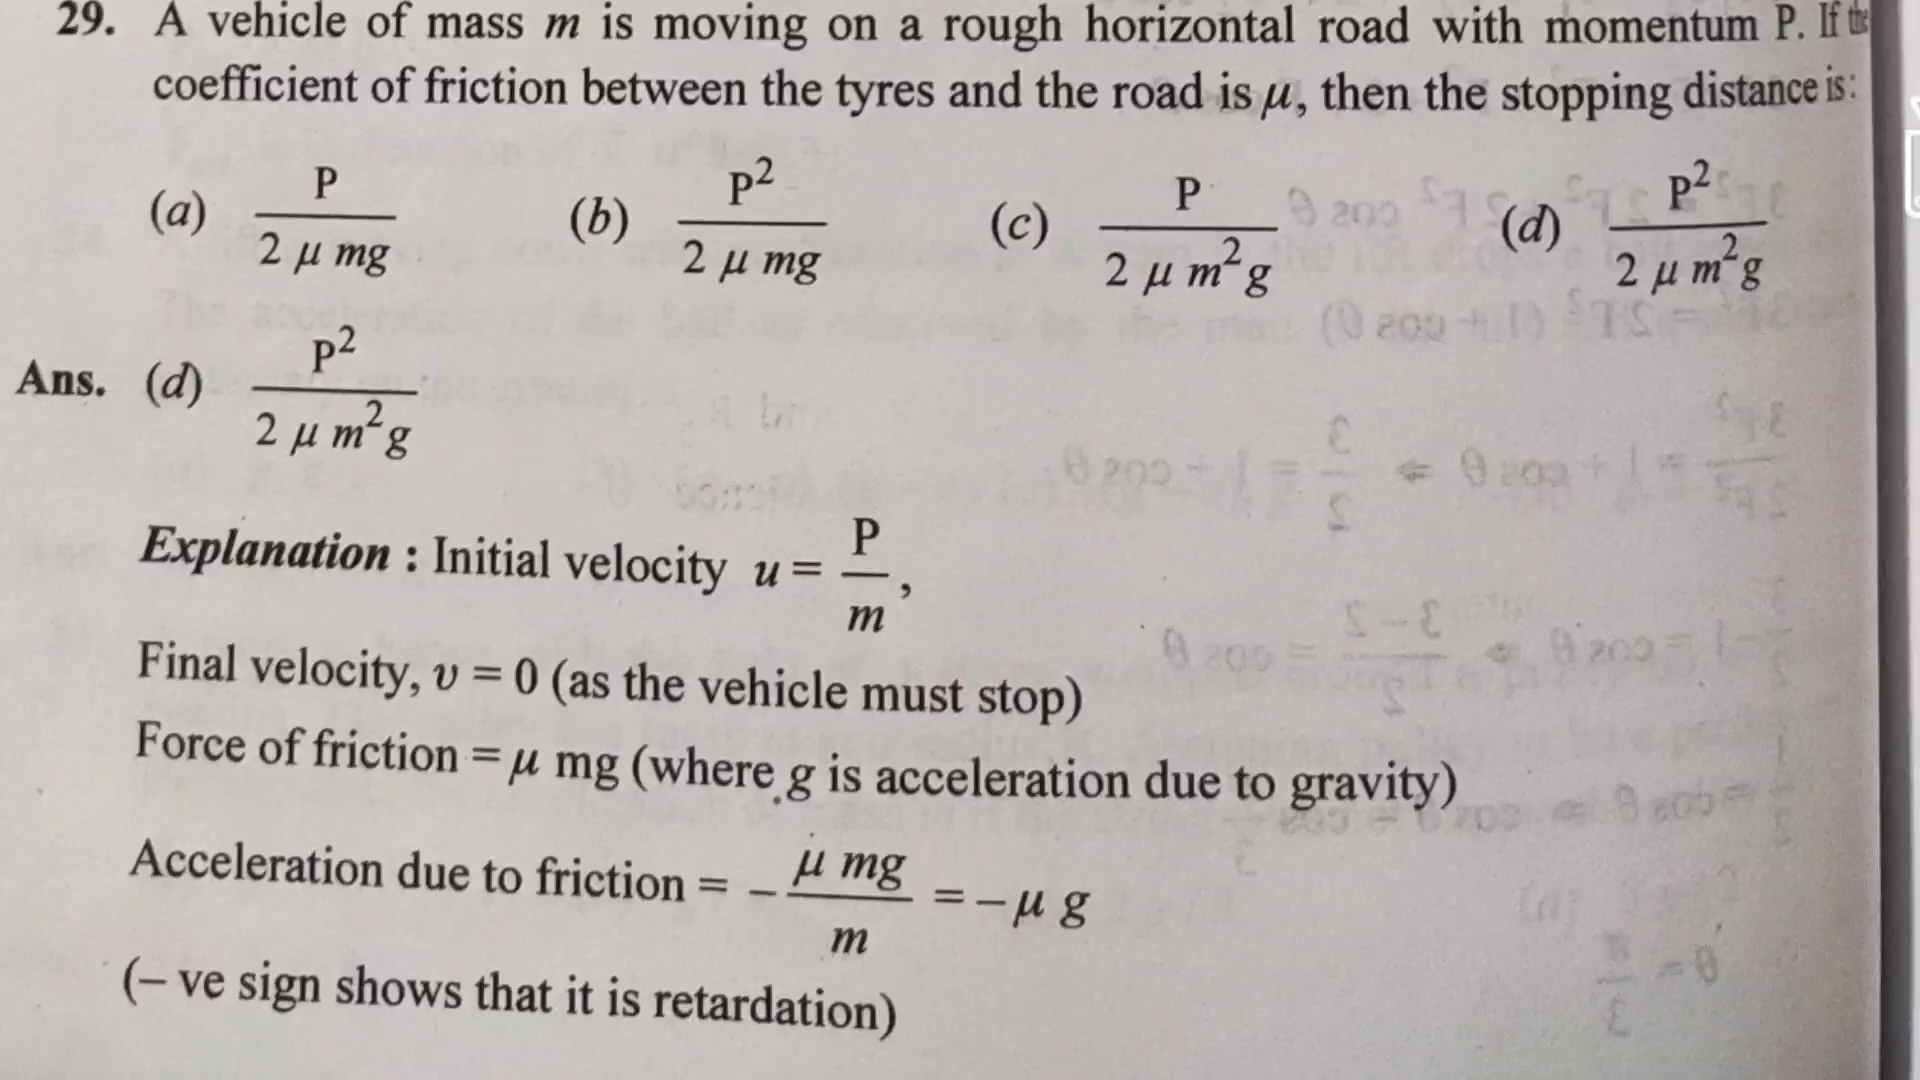 29. A vehicle of mass m is moving on a rough horizontal road with momentum P. If the
coefficient of friction between the tyres and the road is μ, then the stopping distance is:
(a) P / 2 μ mg (b) P² / 2 μ mg (c) P / 2 μ m²g (d) P² / 2 μ m²g
Ans. (d) P² / 2 μ m²g
Explanation : Initial velocity u = P / m,
Final velocity, v = 0 (as the vehicle must stop)
Force of friction = μ mg (where g is acceleration due to gravity)
Acceleration due to friction = – μ mg / m = – μ g
(– ve sign shows that it is retardation)